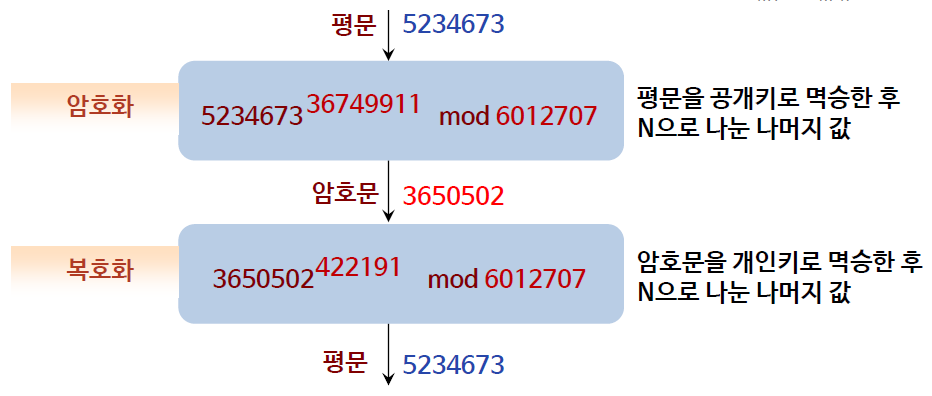 평문 5234673
암호화
5234673^36749911 mod 6012707
평문을 공개키로 멱승한 후
N으로 나눈 나머지 값
암호문 3650502
복호화
3650502^422191 mod 6012707
암호문을 개인키로 멱승한 후
N으로 나눈 나머지 값
평문 5234673